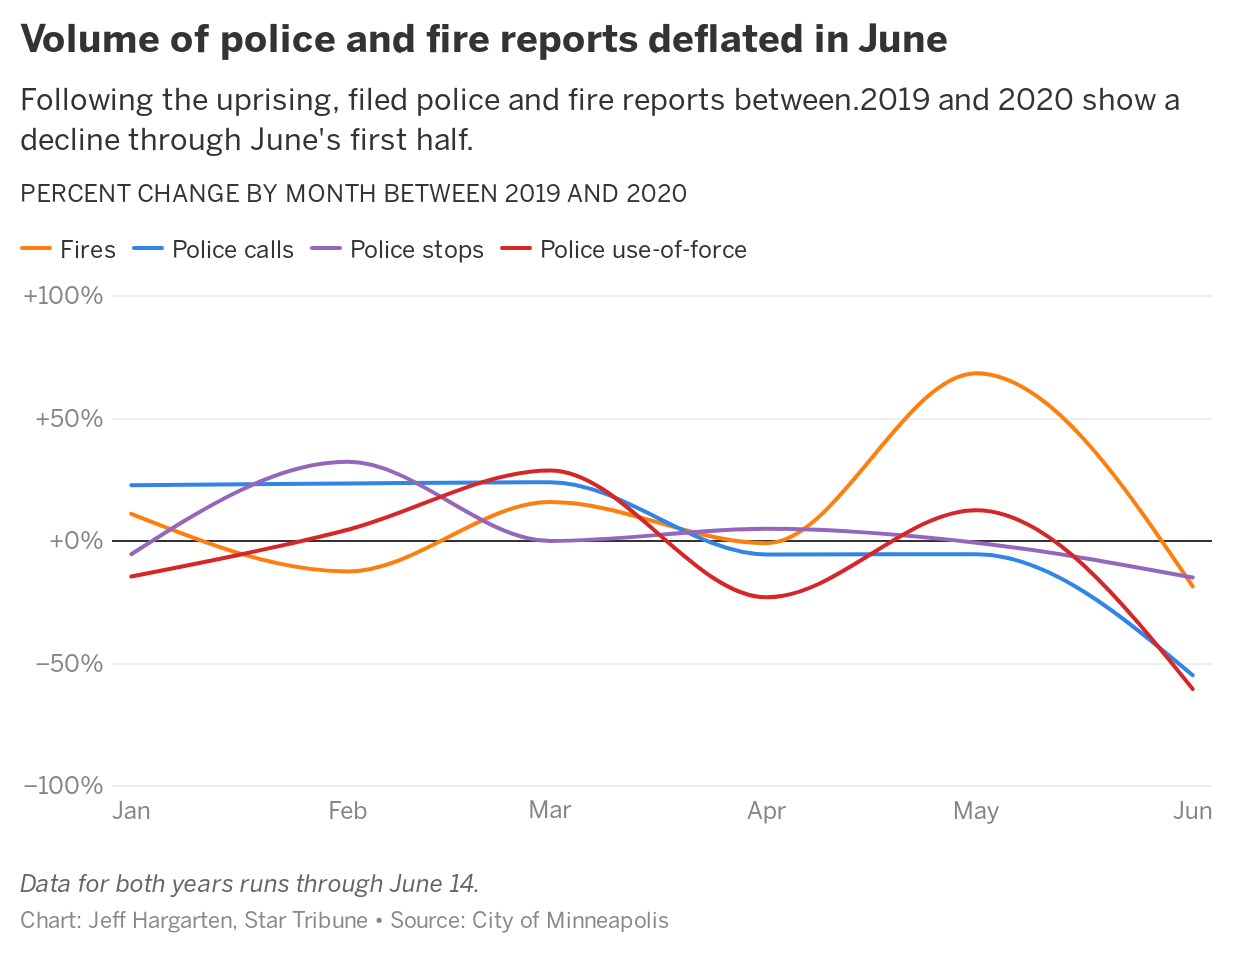 Volume of police and fire reports deflated in June
Following the uprising, filed police and fire reports between.2019 and 2020 show a
decline through June's first half.
PERCENT CHANGE BY MONTH BETWEEN 2019 AND 2020
Fires Police calls Police stops Police use-of-force
+100%
+50%
+0%
−50%
−100%
Jan Feb Mar Apr May Jun
Data for both years runs through June 14.
Chart: Jeff Hargarten, Star Tribune • Source: City of Minneapolis